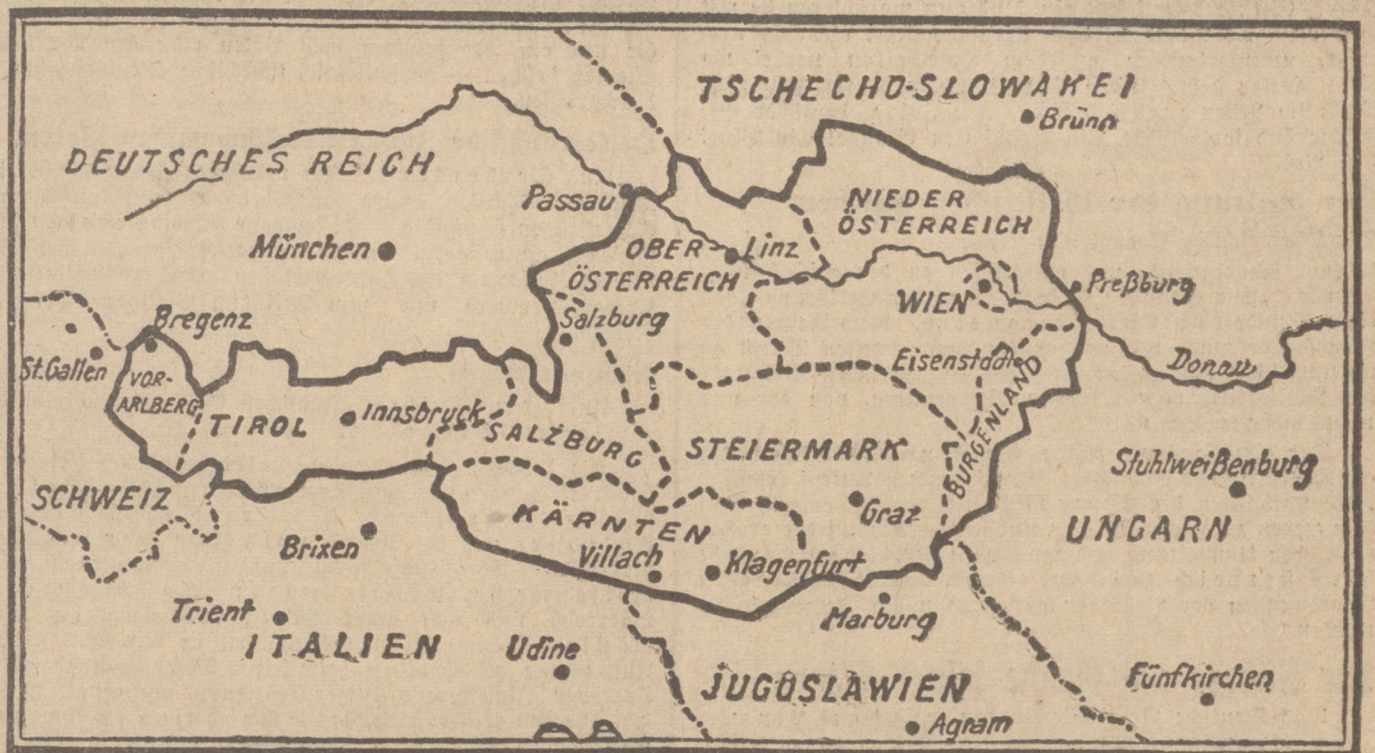 TSCHECHO-SLOWAKEI
Brünn
DEUTSCHES REICH
Passau
NIEDER
ÖSTERREICH
München
OBER
ÖSTERREICH
Linz
WIEN
Preßburg
Bregenz
Salzburg
St. Gallen
VOR-
ARLBERG
Eisenstadt
Donau
TIROL
Innsbruck
SALZBURG
STEIERMARK
BURGENLAND
Stuhlweißenburg
SCHWEIZ
KÄRNTEN
Graz
UNGARN
Brixen
Villach
Klagenfurt
Trient
Marburg
ITALIEN
Udine
JUGOSLAWIEN
Fünfkirchen
Agram